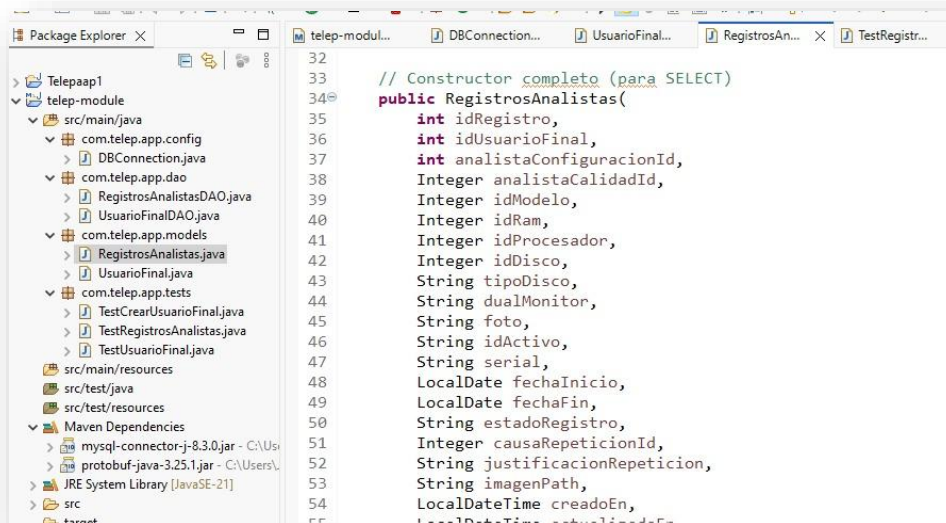 Package Explorer
telep-modul...
DBConnection...
UsuarioFinal...
RegistrosAn...
TestRegistr...
Telepaap1
telep-module
src/main/java
com.telep.app.config
DBConnection.java
com.telep.app.dao
RegistrosAnalistasDAO.java
UsuarioFinalDAO.java
com.telep.app.models
RegistrosAnalistas.java
UsuarioFinal.java
com.telep.app.tests
TestCrearUsuarioFinal.java
TestRegistrosAnalistas.java
TestUsuarioFinal.java
src/main/resources
src/test/java
src/test/resources
Maven Dependencies
mysql-connector-j-8.3.0.jar - C:\Use
protobuf-java-3.25.1.jar - C:\Users\.
JRE System Library [JavaSE-21]
src
target
32
33 // Constructor completo (para SELECT)
34 public RegistrosAnalistas(
35 int idRegistro,
36 int idUsuarioFinal,
37 int analistaConfiguracionId,
38 Integer analistaCalidadId,
39 Integer idModelo,
40 Integer idRam,
41 Integer idProcesador,
42 Integer idDisco,
43 String tipoDisco,
44 String dualMonitor,
45 String foto,
46 String idActivo,
47 String serial,
48 LocalDate fechaInicio,
49 LocalDate fechaFin,
50 String estadoRegistro,
51 Integer causaRepeticionId,
52 String justificacionRepeticion,
53 String imagenPath,
54 LocalDateTime creadoEn,
55 LocalDateTime actualizadoEn